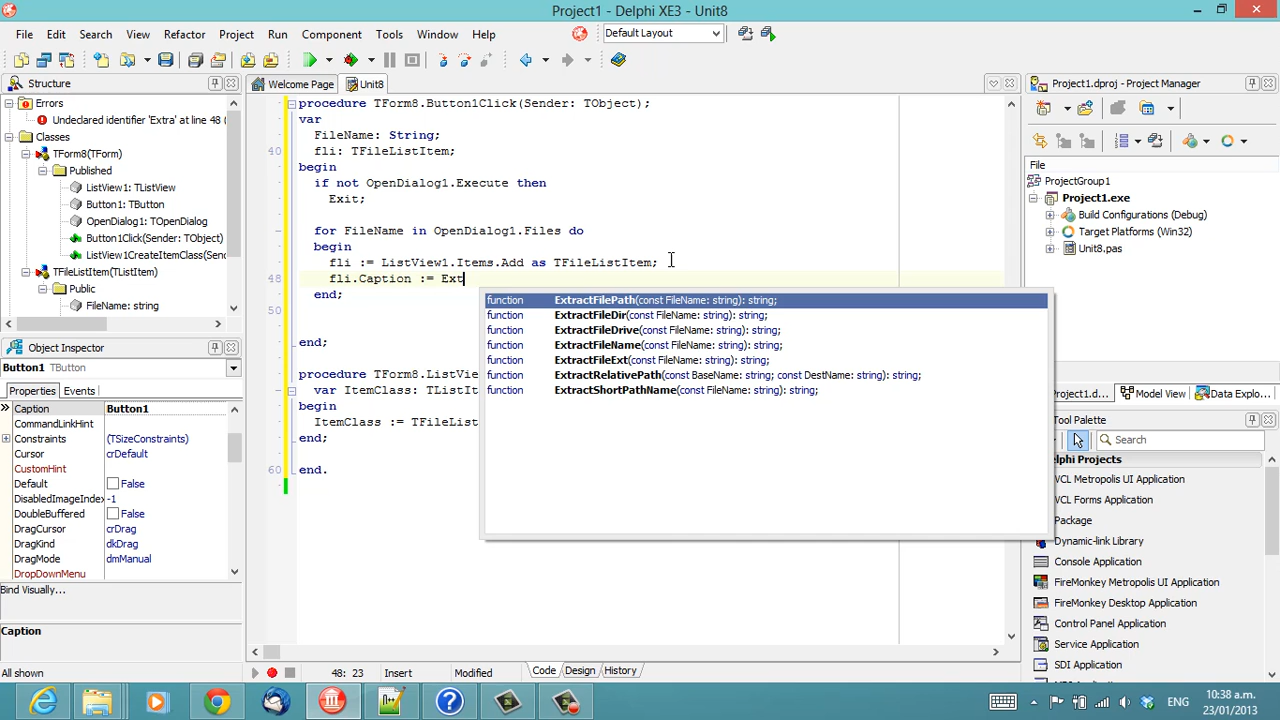 Project1 - Delphi XE3 - Unit8
File Edit Search View Refactor Project Run Component Tools Window Help
Default Layout
Structure
Errors
Undeclared identifier 'Extra' at line 48
Classes
TForm8(TForm)
Published
ListView1: TListView
Button1: TButton
OpenDialog1: TOpenDialog
Button1Click(Sender: TObject)
ListView1CreateItemClass(Sen
TFileListItem(TListItem)
Public
FileName: string
Object Inspector
Button1 TButton
Properties Events
Caption Button1
CommandLinkHint
Constraints (TSizeConstraints)
Cursor crDefault
CustomHint
Default False
DisabledImageIndex -1
DoubleBuffered False
DragCursor crDrag
DragKind dkDrag
DragMode dmManual
DropDownMenu
Bind Visually...
Caption
All shown
Welcome Page Unit8
procedure TForm8.Button1Click(Sender: TObject);
var
FileName: String;
40 fli: TFileListItem;
begin
if not OpenDialog1.Execute then
Exit;
for FileName in OpenDialog1.Files do
begin
fli := ListView1.Items.Add as TFileListItem;
48 fli.Caption := Ext
end;
50
end;
procedure TForm8.ListView
var ItemClass: TListI
begin
ItemClass := TFileList
end;
60 end.
function ExtractFilePath(const FileName: string): string;
function ExtractFileDir(const FileName: string): string;
function ExtractFileDrive(const FileName: string): string;
function ExtractFileName(const FileName: string): string;
function ExtractFileExt(const FileName: string): string;
function ExtractRelativePath(const BaseName: string; const DestName: string): string;
function ExtractShortPathName(const FileName: string): string;
48: 23 Insert Modified Code Design History
Project1.dproj - Project Manager
File
ProjectGroup1
Project1.exe
Build Configurations (Debug)
Target Platforms (Win32)
Unit8.pas
Project1.d... Model View Data Explo...
Tool Palette
Search
elphi Projects
VCL Metropolis UI Application
VCL Forms Application
Package
Dynamic-link Library
Console Application
FireMonkey Metropolis UI Application
FireMonkey Desktop Application
Control Panel Application
Service Application
SDI Application
ENG
10:38 a.m.
23/01/2013